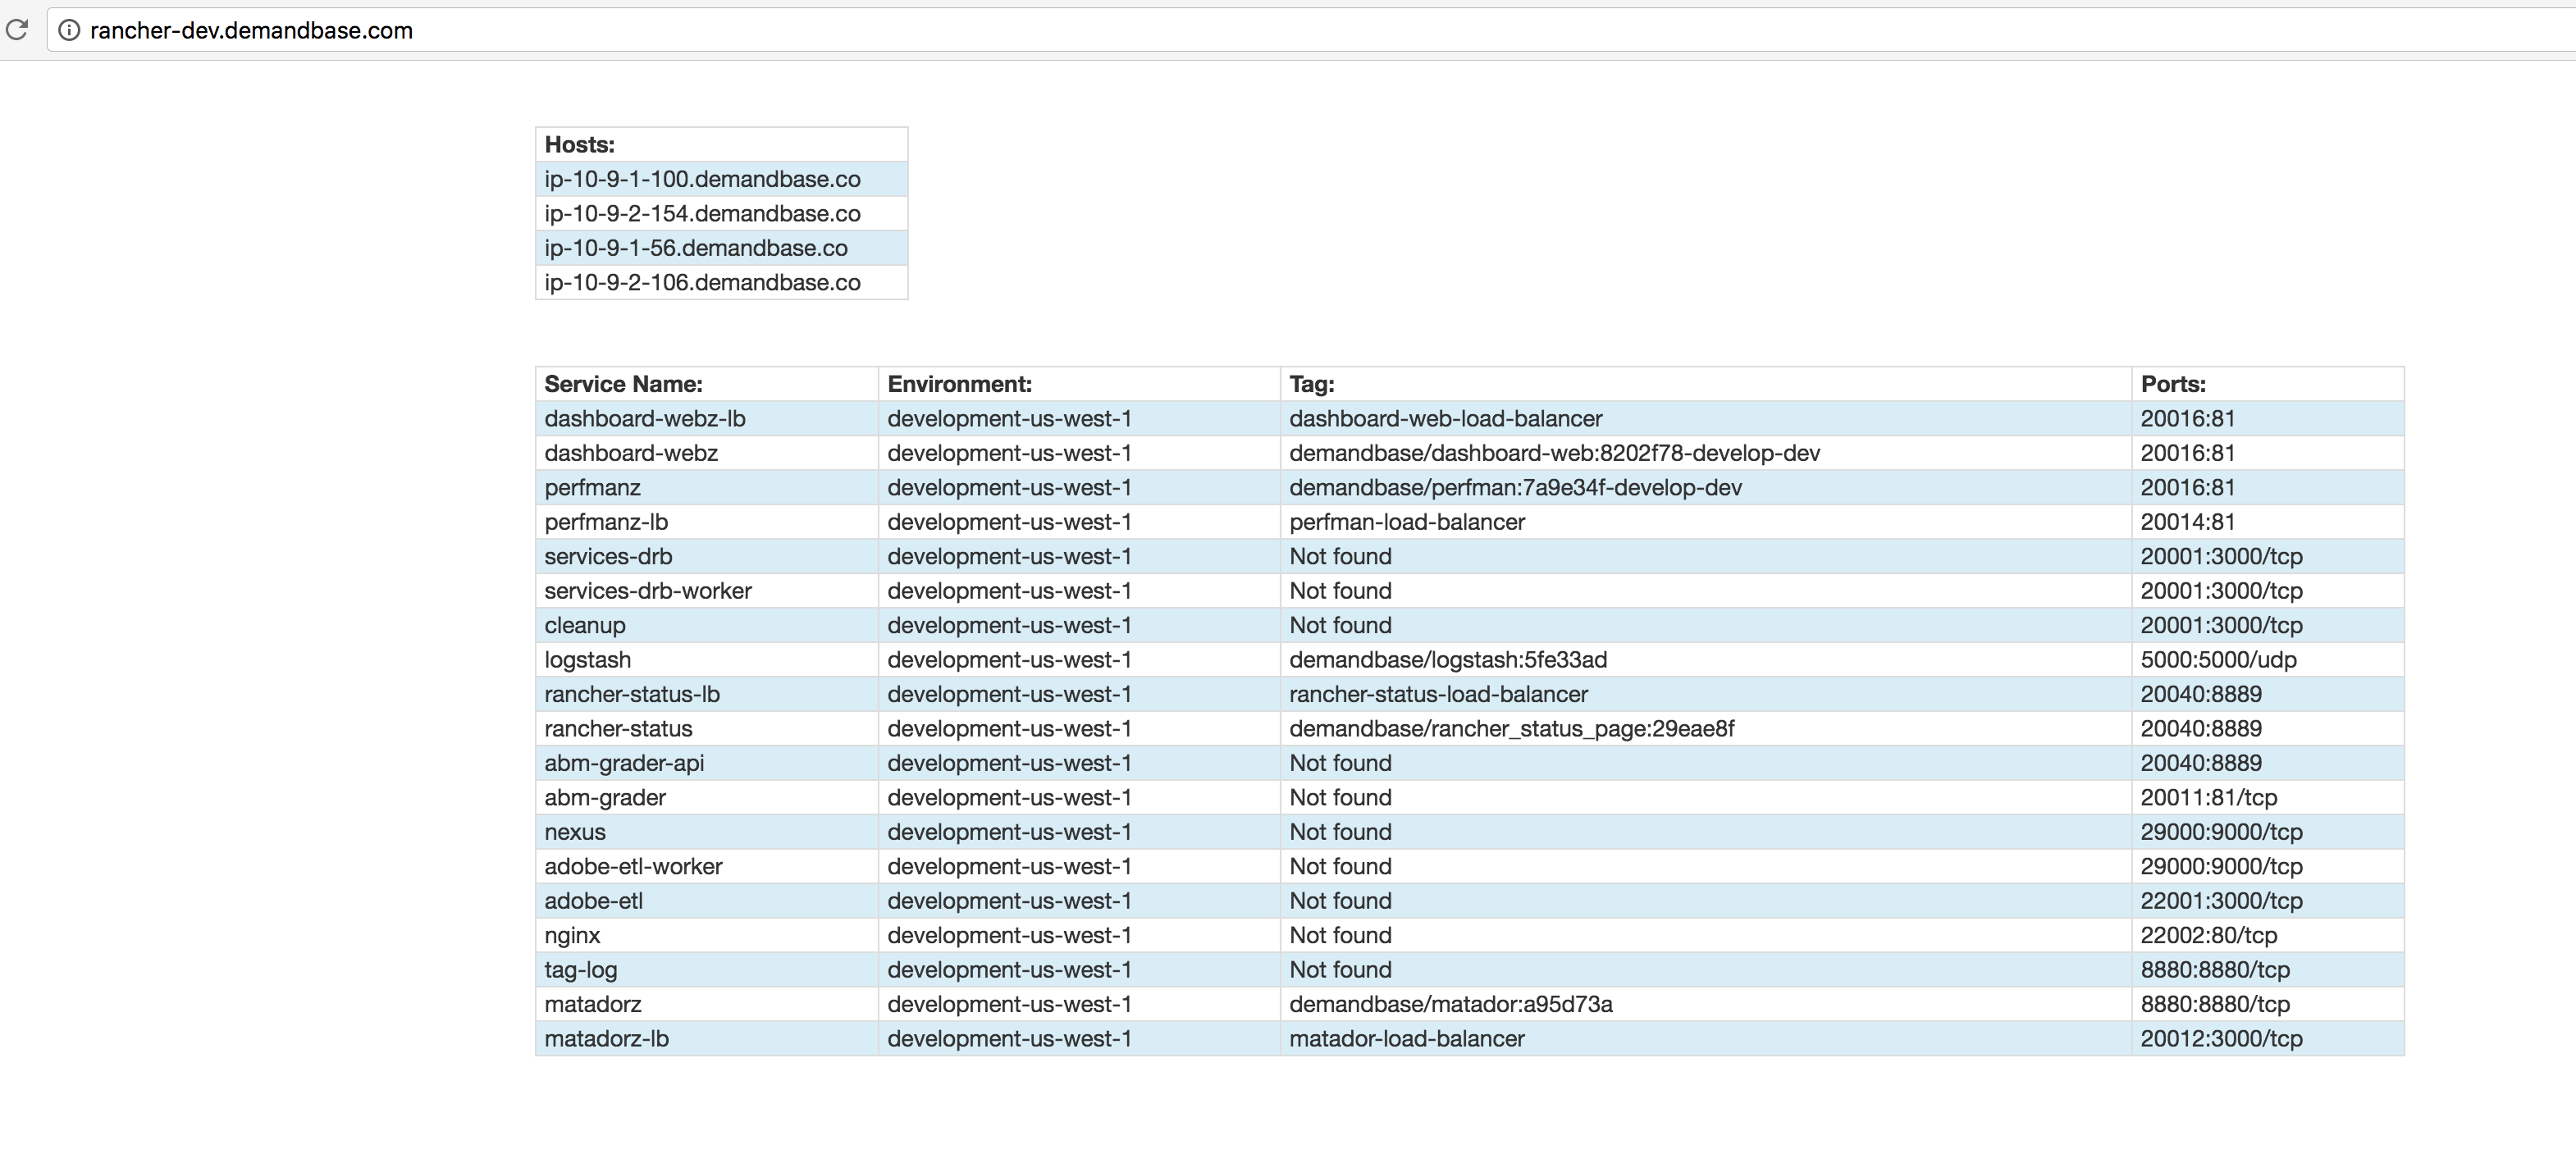 rancher-dev.demandbase.com
Hosts:
ip-10-9-1-100.demandbase.co
ip-10-9-2-154.demandbase.co
ip-10-9-1-56.demandbase.co
ip-10-9-2-106.demandbase.co
Service Name: Environment: Tag: Ports:
dashboard-webz-lb development-us-west-1 dashboard-web-load-balancer 20016:81
dashboard-webz development-us-west-1 demandbase/dashboard-web:8202f78-develop-dev 20016:81
perfmanz development-us-west-1 demandbase/perfman:7a9e34f-develop-dev 20016:81
perfmanz-lb development-us-west-1 perfman-load-balancer 20014:81
services-drb development-us-west-1 Not found 20001:3000/tcp
services-drb-worker development-us-west-1 Not found 20001:3000/tcp
cleanup development-us-west-1 Not found 20001:3000/tcp
logstash development-us-west-1 demandbase/logstash:5fe33ad 5000:5000/udp
rancher-status-lb development-us-west-1 rancher-status-load-balancer 20040:8889
rancher-status development-us-west-1 demandbase/rancher_status_page:29eae8f 20040:8889
abm-grader-api development-us-west-1 Not found 20040:8889
abm-grader development-us-west-1 Not found 20011:81/tcp
nexus development-us-west-1 Not found 29000:9000/tcp
adobe-etl-worker development-us-west-1 Not found 29000:9000/tcp
adobe-etl development-us-west-1 Not found 22001:3000/tcp
nginx development-us-west-1 Not found 22002:80/tcp
tag-log development-us-west-1 Not found 8880:8880/tcp
matadorz development-us-west-1 demandbase/matador:a95d73a 8880:8880/tcp
matadorz-lb development-us-west-1 matador-load-balancer 20012:3000/tcp